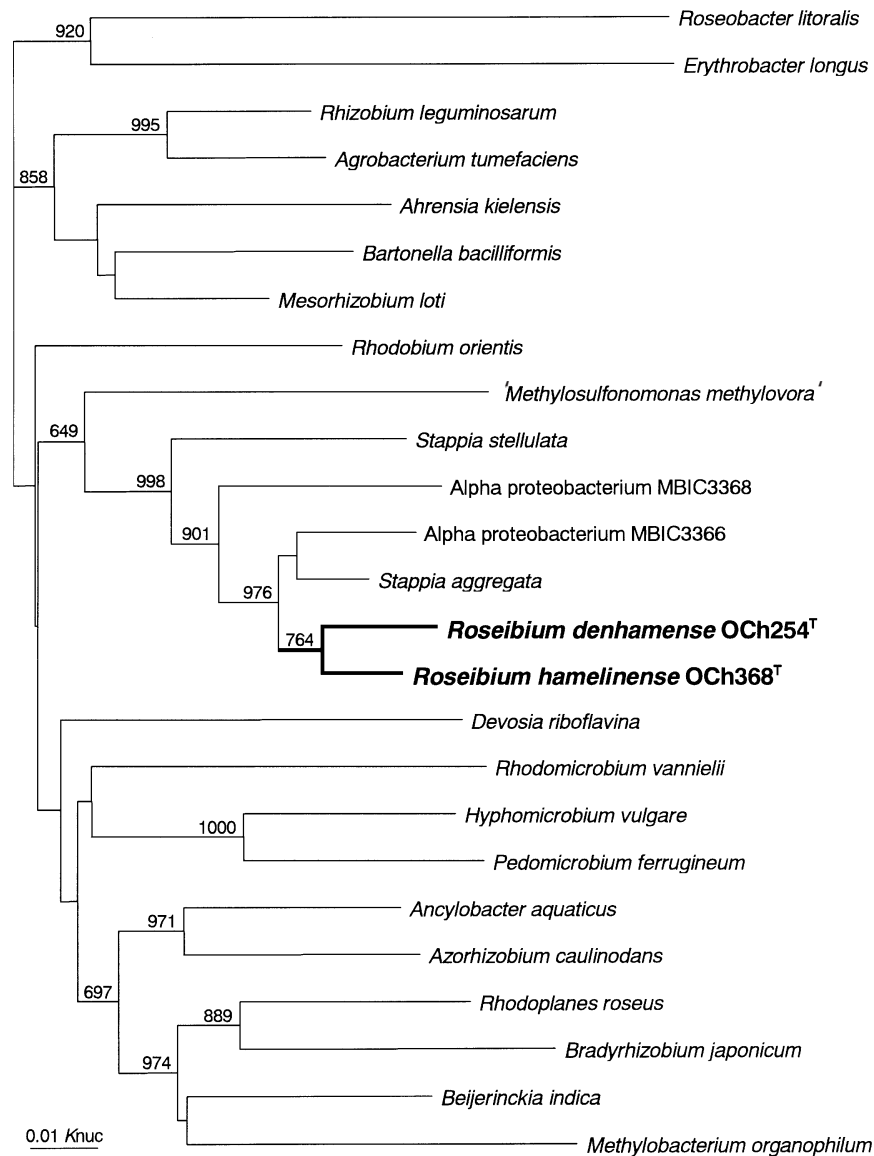 920
Roseobacter litoralis
Erythrobacter longus
Rhizobium leguminosarum
995
Agrobacterium tumefaciens
858
Ahrensia kielensis
Bartonella bacilliformis
Mesorhizobium loti
Rhodobium orientis
'Methylosulfonomonas methylovora'
649
Stappia stellulata
998
Alpha proteobacterium MBIC3368
901
Alpha proteobacterium MBIC3366
Stappia aggregata
976
Roseibium denhamense OCh254ᵀ
764
Roseibium hamelinense OCh368ᵀ
Devosia riboflavina
Rhodomicrobium vannielii
Hyphomicrobium vulgare
1000
Pedomicrobium ferrugineum
Ancylobacter aquaticus
971
Azorhizobium caulinodans
697
Rhodoplanes roseus
889
Bradyrhizobium japonicum
974
Beijerinckia indica
0.01 Knuc
Methylobacterium organophilum